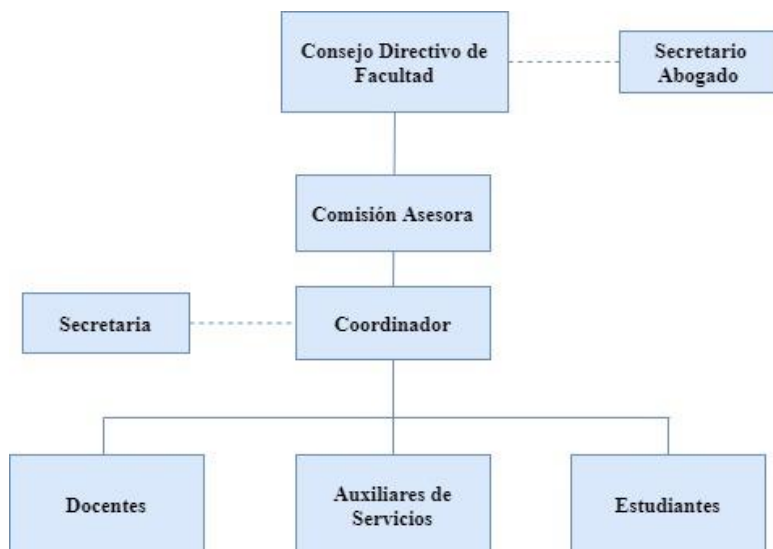 Consejo Directivo de
Facultad
Secretario
Abogado
Comisión Asesora
Secretaria
Coordinador
Docentes
Auxiliares de
Servicios
Estudiantes